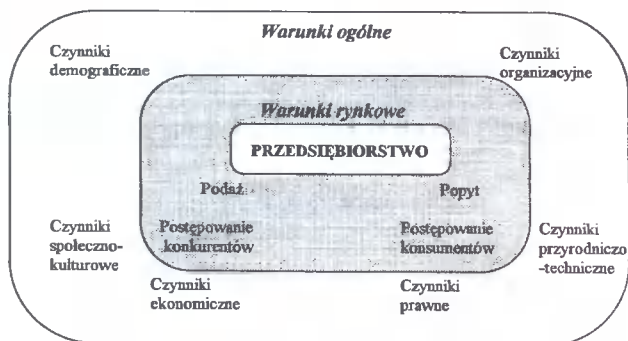 Warunki ogólne
Czynniki
demograficzne
Czynniki
organizacyjne
Warunki rynkowe
PRZEDSIĘBIORSTWO
Podaż
Popyt
Czynniki
społeczno-
kulturowe
Postępowanie
konkurentów
Postępowanie
konsumentów
Czynniki
przyrodniczo
-techniczne
Czynniki
ekonomiczne
Czynniki
prawne